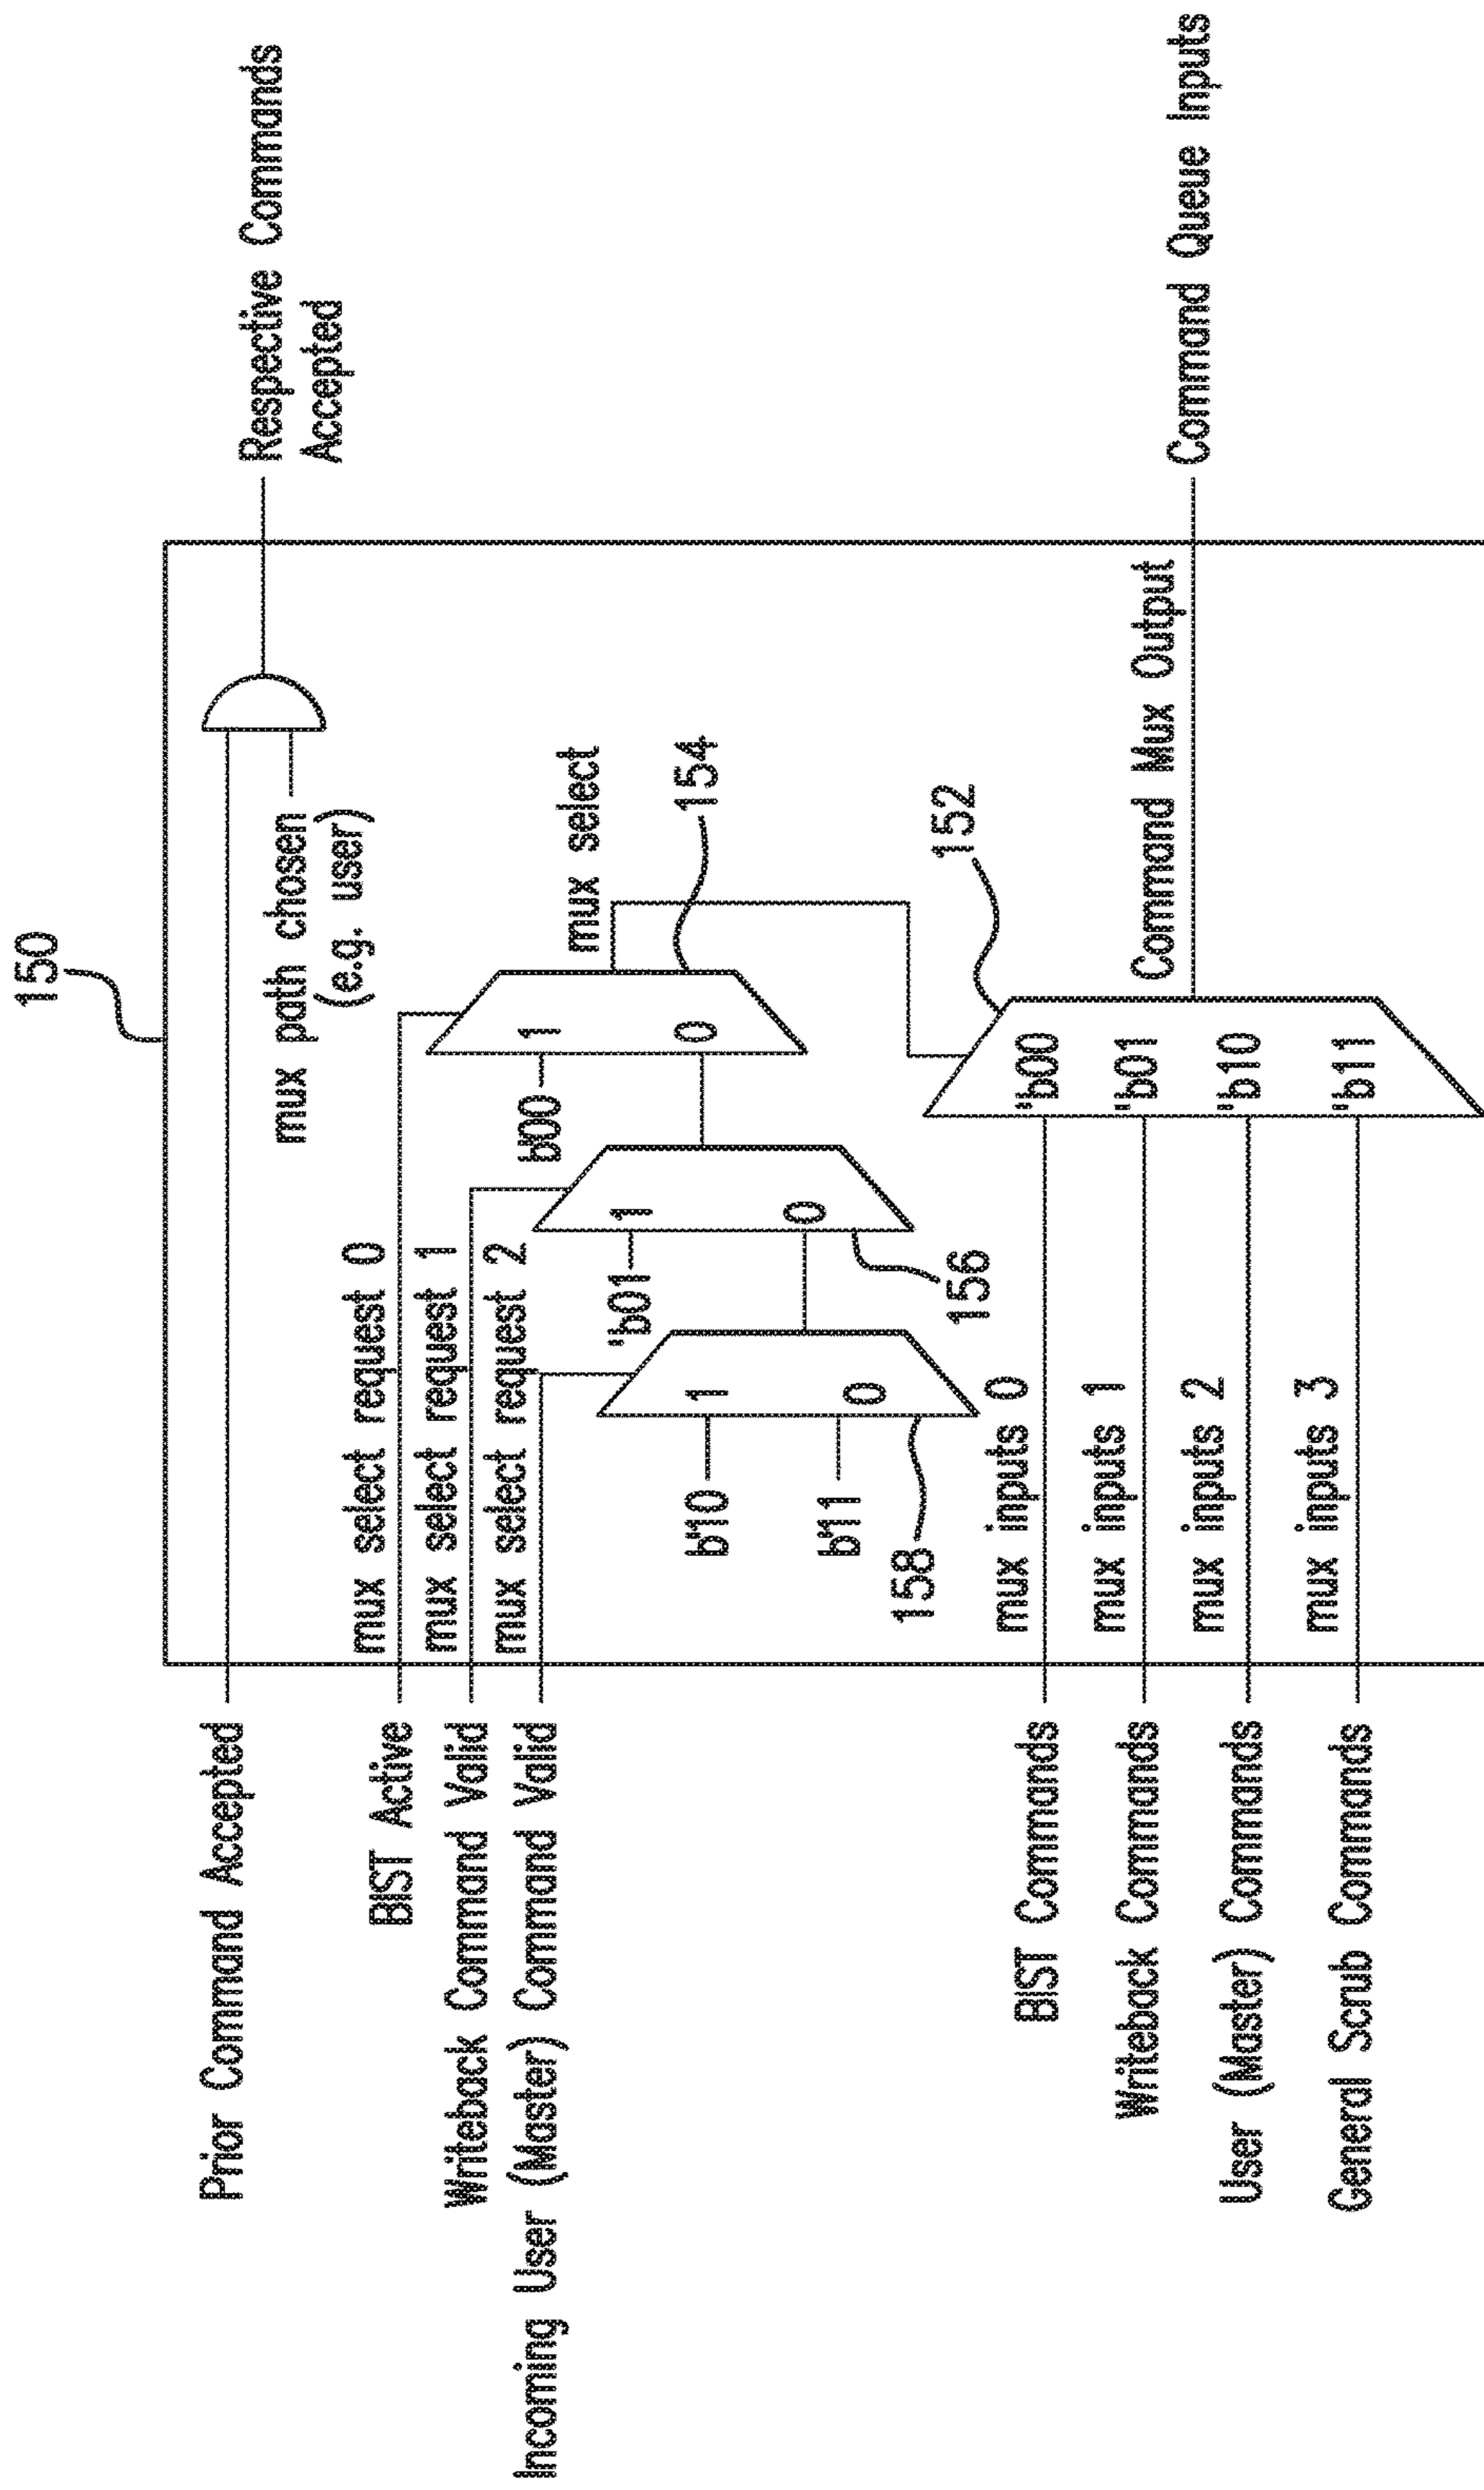 150
Prior Command Accepted
Respective Commands
Accepted
mux path chosen
(e.g. user)
BIST Active
mux select request 0
Writeback Command Valid
mux select request 1
Incoming User (Master) Command Valid
mux select request 2
mux select
154
1
0
"b00
1
0
"b01
156
1
0
b'10
b'11
158
152
BIST Commands
mux inputs 0
"b00
Writeback Commands
mux inputs 1
"b01
Command Mux Output
Command Queue Inputs
User (Master) Commands
mux inputs 2
"b10
General Scrub Commands
mux inputs 3
"b11